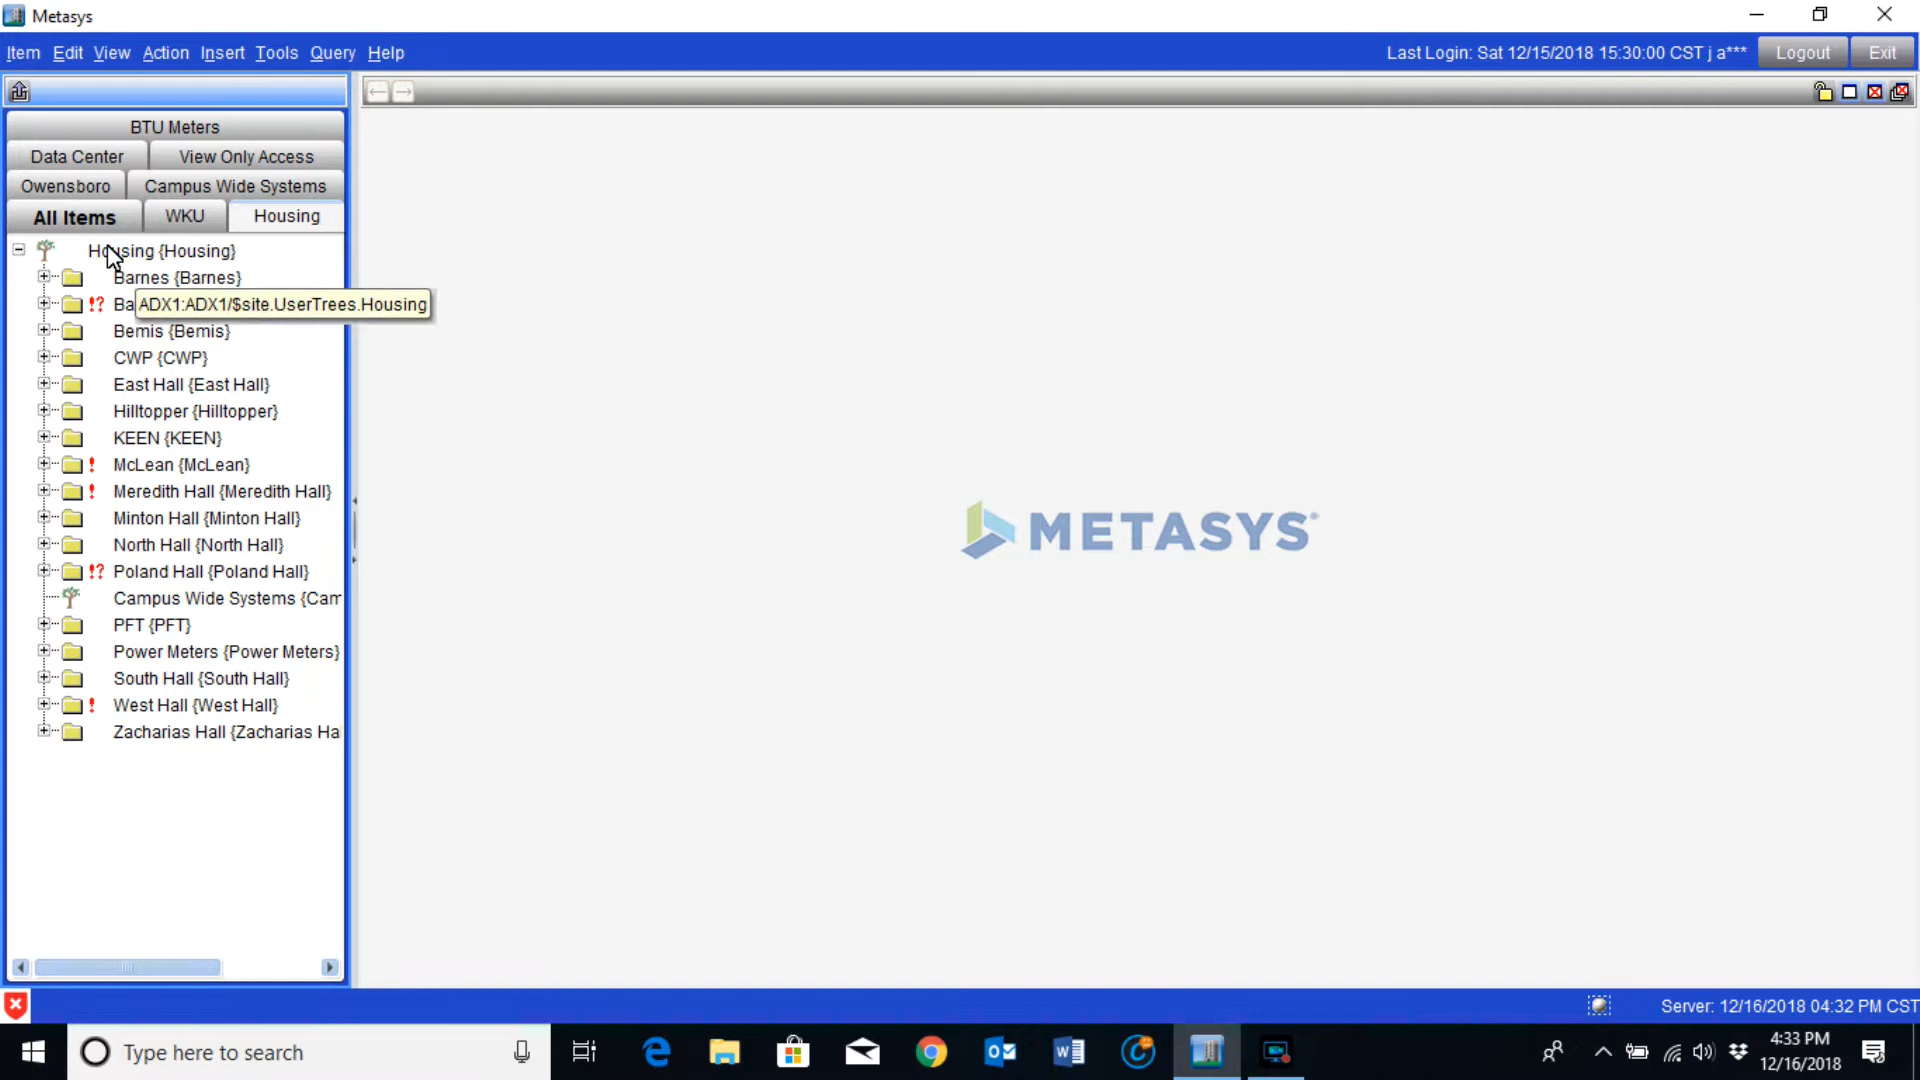 Metasys
Item Edit View Action Insert Tools Query Help
Last Login: Sat 12/15/2018 15:30:00 CST j a***
Logout
Exit
BTU Meters
Data Center
View Only Access
Owensboro
Campus Wide Systems
All Items
WKU
Housing
Housing {Housing}
Barnes {Barnes}
!? Ba
ADX1:ADX1/$site.UserTrees.Housing
Bemis {Bemis}
CWP {CWP}
East Hall {East Hall}
Hilltopper {Hilltopper}
KEEN {KEEN}
! McLean {McLean}
! Meredith Hall {Meredith Hall}
Minton Hall {Minton Hall}
North Hall {North Hall}
!? Poland Hall {Poland Hall}
Campus Wide Systems {Cam
PFT {PFT}
Power Meters {Power Meters}
South Hall {South Hall}
! West Hall {West Hall}
Zacharias Hall {Zacharias Ha
METASYS
Server: 12/16/2018 04:32 PM CST
Type here to search
4:33 PM
12/16/2018